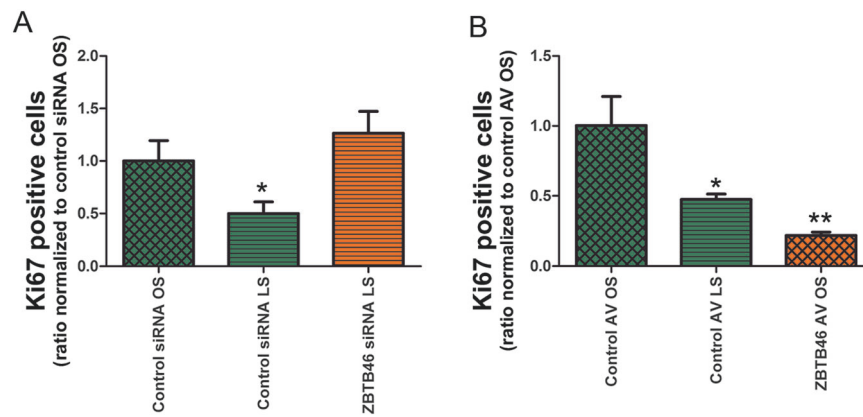 A
Ki67 positive cells
(ratio normalized to control siRNA OS)
2.0
1.5
1.0
0.5
0.0
*
Control siRNA OS
Control siRNA LS
ZBTB46 siRNA LS
B
Ki67 positive cells
(ratio normalized to control AV OS)
1.5
1.0
0.5
0.0
*
**
Control AV OS
Control AV LS
ZBTB46 AV OS